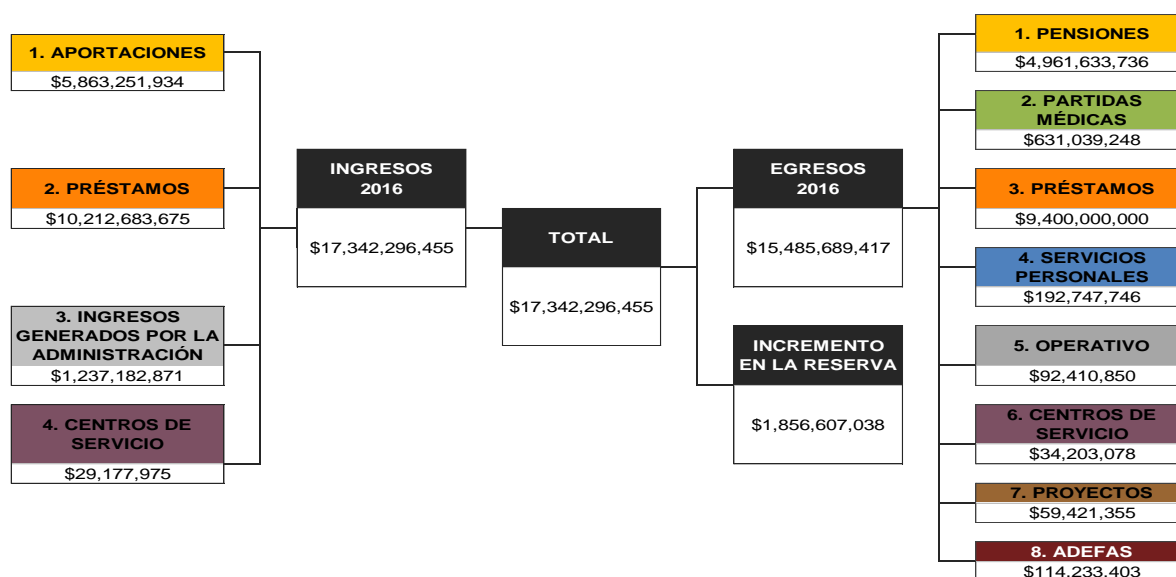 1. APORTACIONES
$5,863,251,934
2. PRÉSTAMOS
$10,212,683,675
3. INGRESOS
GENERADOS POR LA
ADMINISTRACIÓN
$1,237,182,871
4. CENTROS DE
SERVICIO
$29,177,975
INGRESOS
2016
$17,342,296,455
TOTAL
$17,342,296,455
EGRESOS
2016
$15,485,689,417
INCREMENTO
EN LA RESERVA
$1,856,607,038
1. PENSIONES
$4,961,633,736
2. PARTIDAS
MÉDICAS
$631,039,248
3. PRÉSTAMOS
$9,400,000,000
4. SERVICIOS
PERSONALES
$192,747,746
5. OPERATIVO
$92,410,850
6. CENTROS DE
SERVICIO
$34,203,078
7. PROYECTOS
$59,421,355
8. ADEFAS
$114,233,403